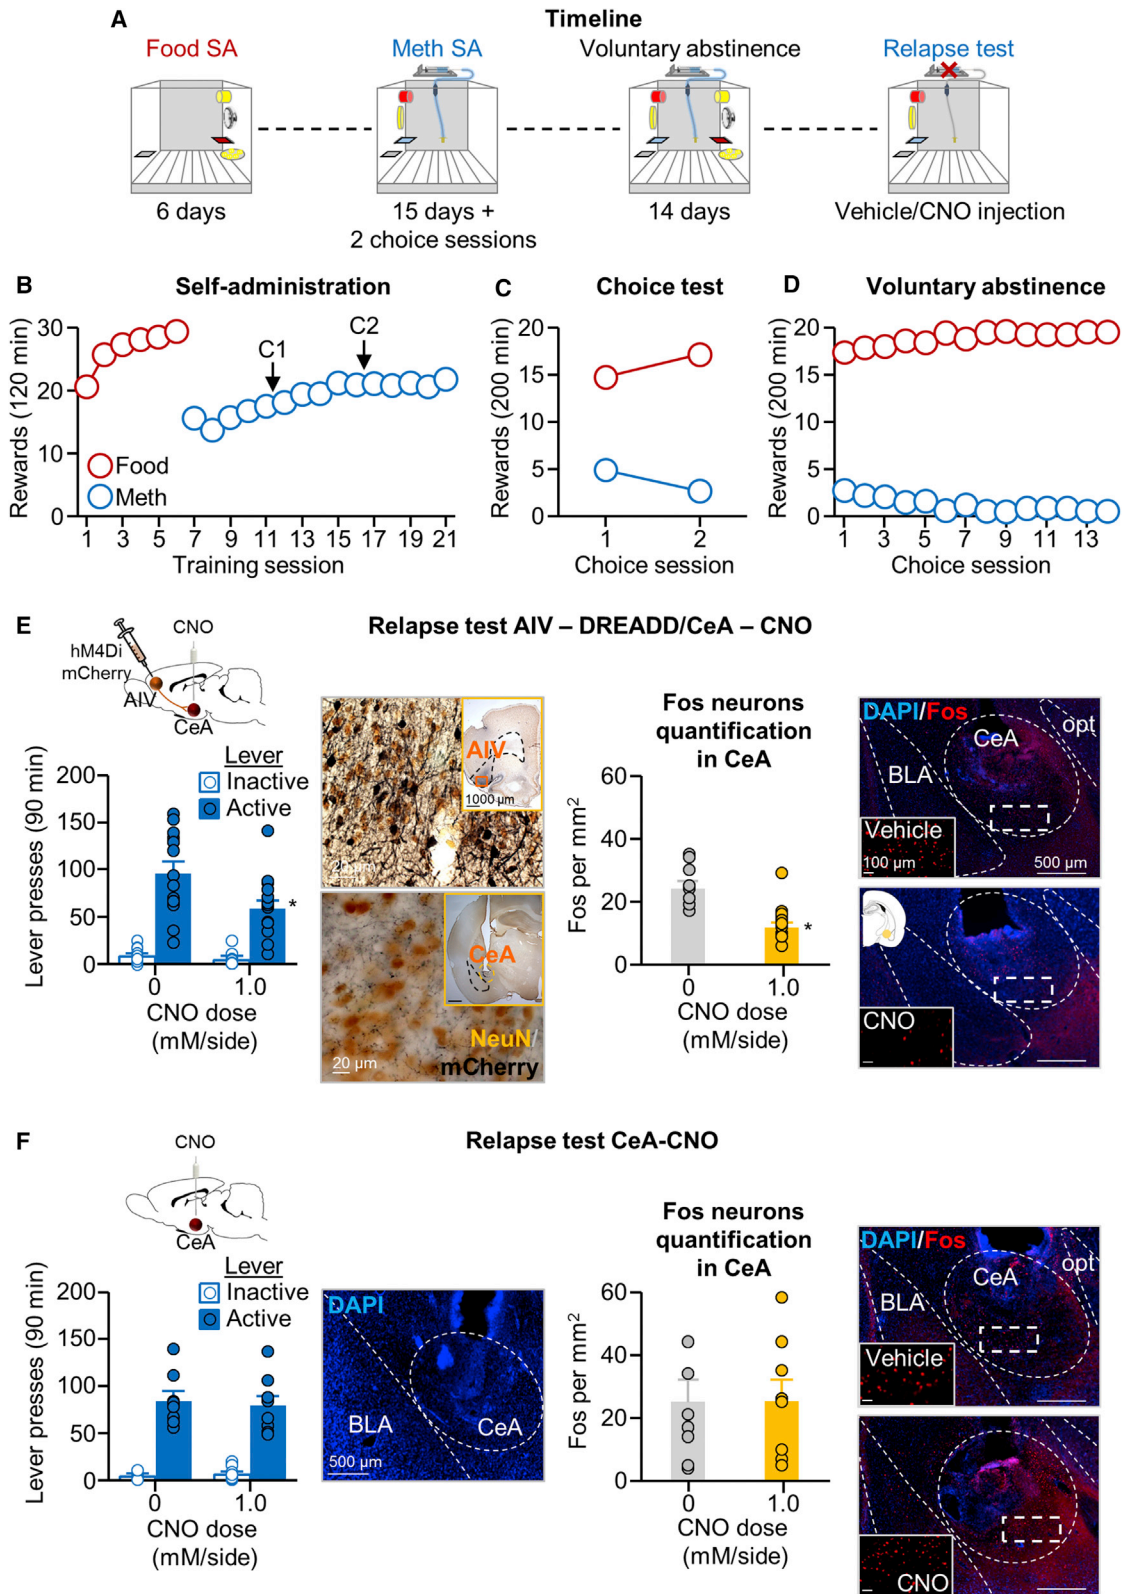 A
Timeline
Food SA
Meth SA
Voluntary abstinence
Relapse test
6 days
15 days +
2 choice sessions
14 days
Vehicle/CNO injection
B
Self-administration
Rewards (120 min)
30
20
10
0
C1
C2
Food
Meth
1 3 5 7 9 11 13 15 17 19 21
Training session
C
Choice test
Rewards (200 min)
20
15
10
5
0
1 2
Choice session
D
Voluntary abstinence
Rewards (200 min)
20
15
10
5
0
1 3 5 7 9 11 13
Choice session
E
Relapse test AIV – DREADD/CeA – CNO
CNO
hM4Di
mCherry
AIV
CeA
Lever
Inactive
Active
Lever presses (90 min)
200
150
100
50
0
*
0 1.0
CNO dose
(mM/side)
AIV
1000 µm
CeA
NeuN/
mCherry
20 µm
Fos neurons
quantification
in CeA
Fos per mm²
60
40
20
0
*
0 1.0
CNO dose
(mM/side)
DAPI/Fos
CeA
opt
BLA
Vehicle
100 µm
500 µm
CNO
F
Relapse test CeA-CNO
CNO
CeA
Lever
Inactive
Active
Lever presses (90 min)
200
150
100
50
0
0 1.0
CNO dose
(mM/side)
DAPI
BLA
CeA
500 µm
Fos neurons
quantification
in CeA
Fos per mm²
60
40
20
0
0 1.0
CNO dose
(mM/side)
DAPI/Fos
CeA
opt
BLA
Vehicle
CNO